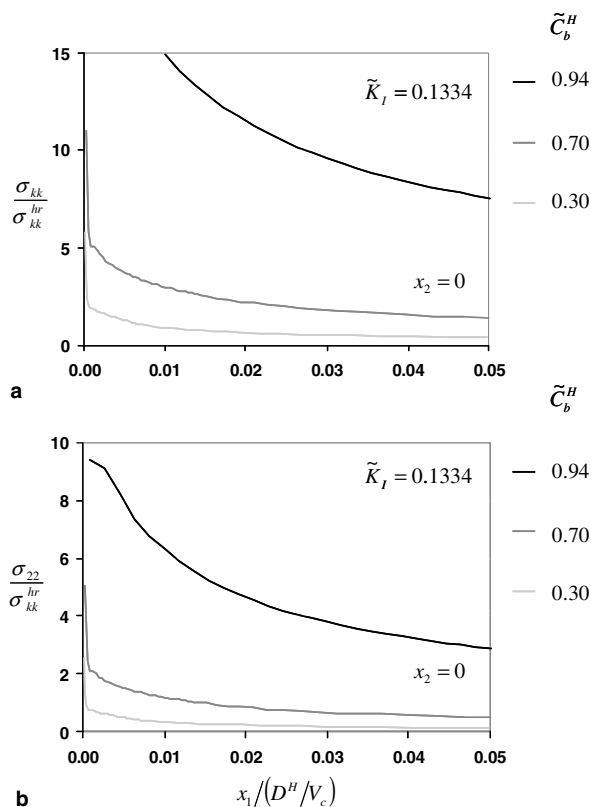 a
C̃_b^H
0.94
0.70
0.30
K̃_I = 0.1334
x_2 = 0
σ_kk / σ_kk^hr
15
10
5
0
0.00 0.01 0.02 0.03 0.04 0.05
C̃_b^H
0.94
0.70
0.30
K̃_I = 0.1334
x_2 = 0
σ_22 / σ_kk^hr
10
8
6
4
2
0
0.00 0.01 0.02 0.03 0.04 0.05
b
x_1/(D^H/V_c)